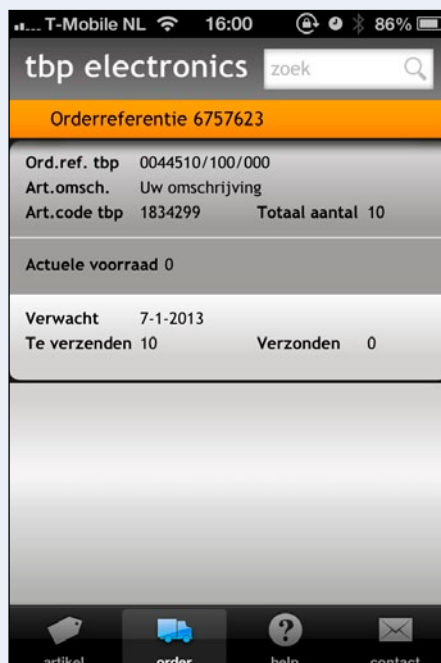 T-Mobile NL 16:00 86%
tbp electronics zoek
Orderreferentie 6757623
Ord.ref. tbp 0044510/100/000
Art.omsch. Uw omschrijving
Art.code tbp 1834299 Totaal aantal 10
Actuele voorraad 0
Verwacht 7-1-2013
Te verzenden 10 Verzonden 0
artikel order help contact